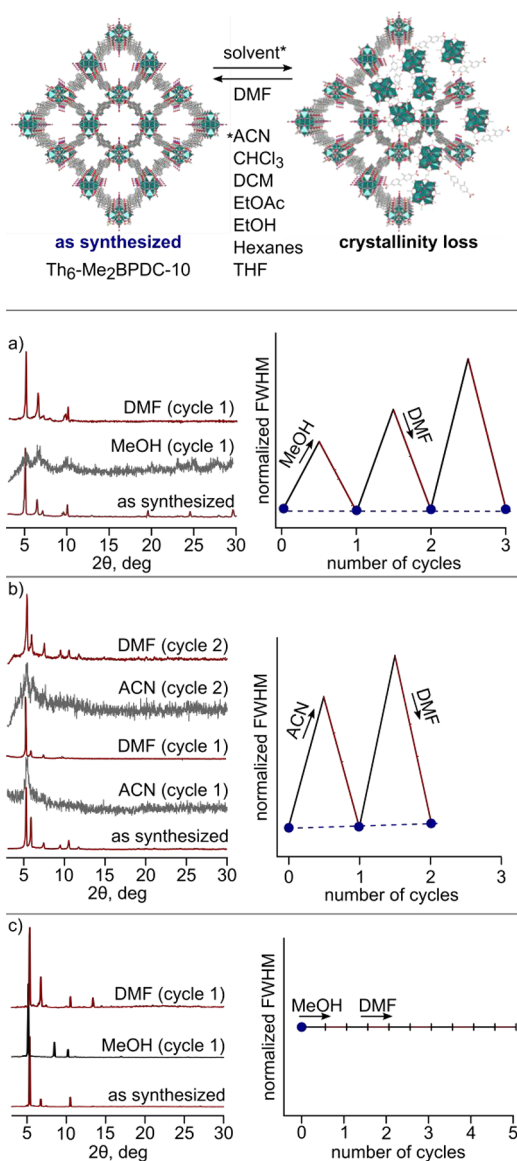 solvent*
DMF
*ACN
CHCl3
DCM
EtOAc
EtOH
Hexanes
THF
as synthesized
Th6-Me2BPDC-10
crystallinity loss
a)
DMF (cycle 1)
MeOH (cycle 1)
as synthesized
5 10 15 20 25 30
2θ, deg
normalized FWHM
MeOH
DMF
0 1 2 3
number of cycles
b)
DMF (cycle 2)
ACN (cycle 2)
DMF (cycle 1)
ACN (cycle 1)
as synthesized
5 10 15 20 25 30
2θ, deg
normalized FWHM
ACN
DMF
0 1 2 3
number of cycles
c)
DMF (cycle 1)
MeOH (cycle 1)
as synthesized
5 10 15 20 25 30
2θ, deg
normalized FWHM
MeOH DMF
0 1 2 3 4 5
number of cycles